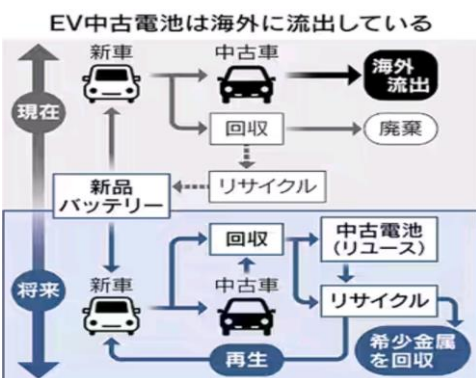 EV中古電池は海外に流出している
新車
中古車
海外
流出
現在
回収
廃棄
新品
バッテリー
リサイクル
回収
中古電池
(リユース)
将来
新車
中古車
リサイクル
再生
希少金属
を回収